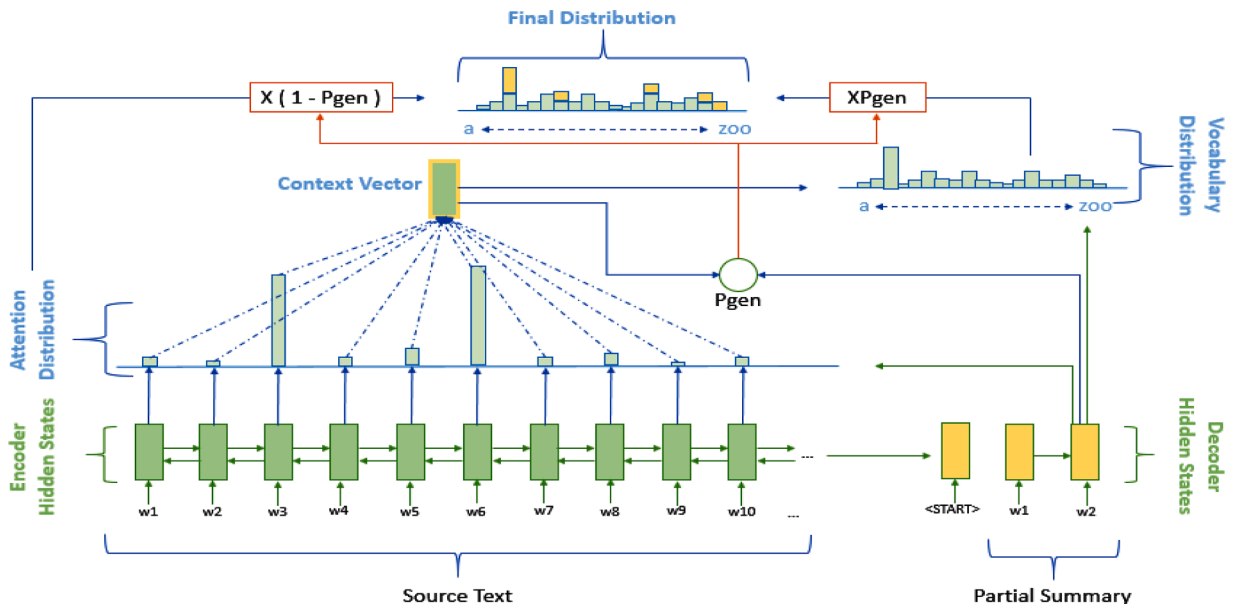 Final Distribution
X ( 1 - Pgen )
XPgen
a
zoo
Vocabulary
Distribution
Context Vector
a
zoo
Pgen
Attention
Distribution
Encoder
Hidden States
Decoder
Hidden States
...
w1
w2
w3
w4
w5
w6
w7
w8
w9
w10
...
<START>
w1
w2
Source Text
Partial Summary